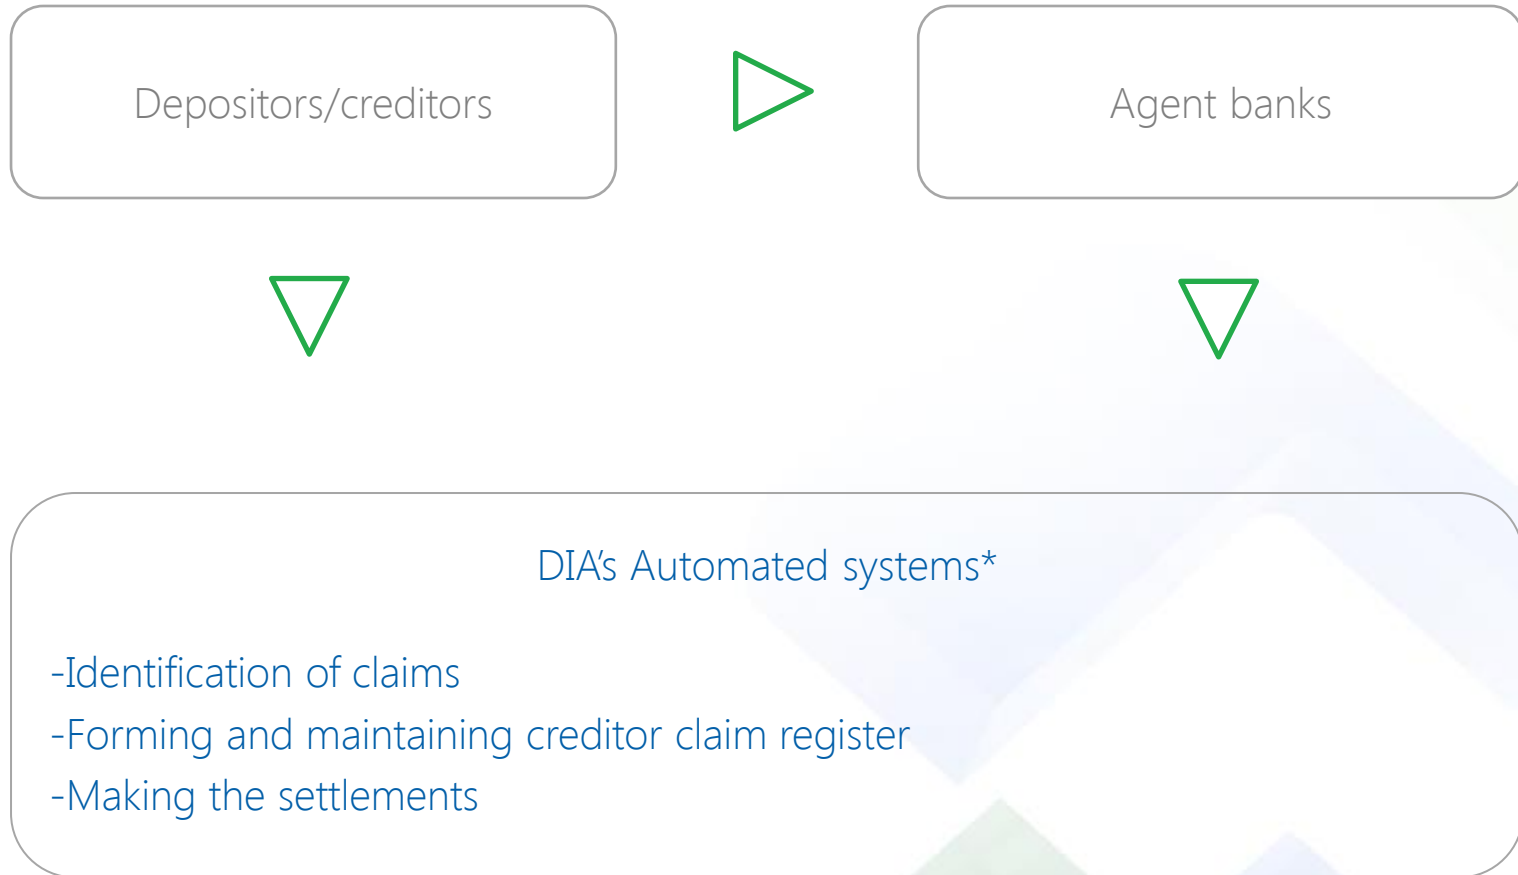 Depositors/creditors
Agent banks
DIA's Automated systems*
-Identification of claims
-Forming and maintaining creditor claim register
-Making the settlements